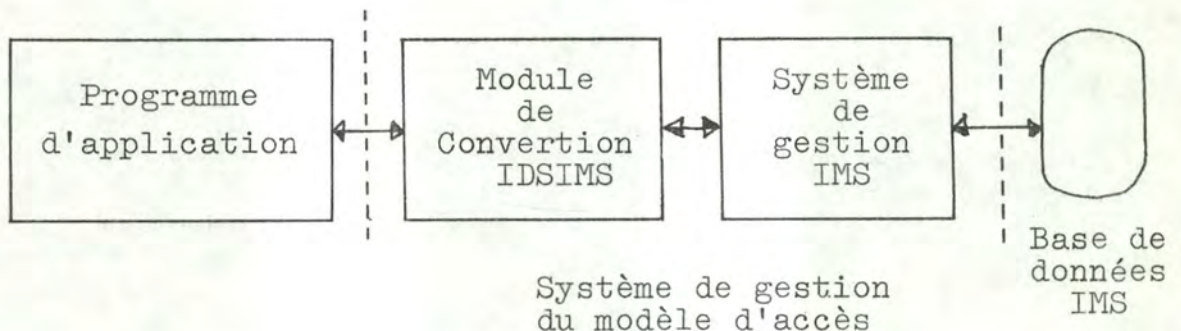 Programme
d'application
Module
de
Convertion
IDSIMS
Système
de
gestion
IMS
Base de
données
IMS
Système de gestion
du modèle d'accès